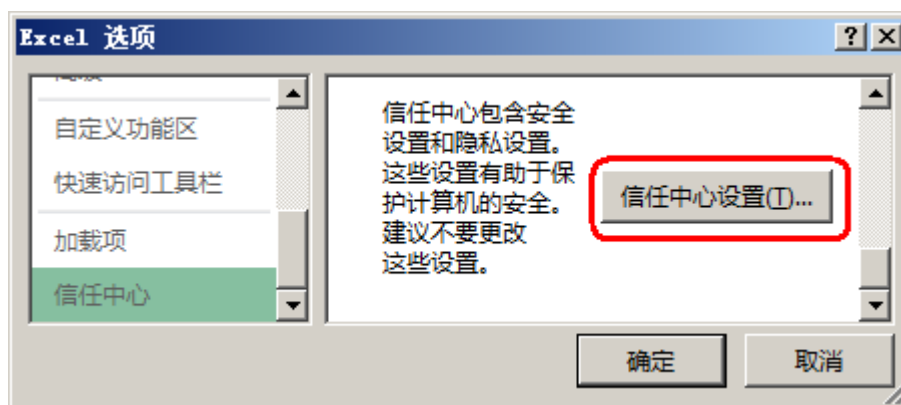 Excel 选项
自定义功能区
快速访问工具栏
加载项
信任中心
信任中心包含安全
设置和隐私设置。
这些设置有助于保
护计算机的安全。
建议不要更改
这些设置。
信任中心设置(T)...
确定
取消